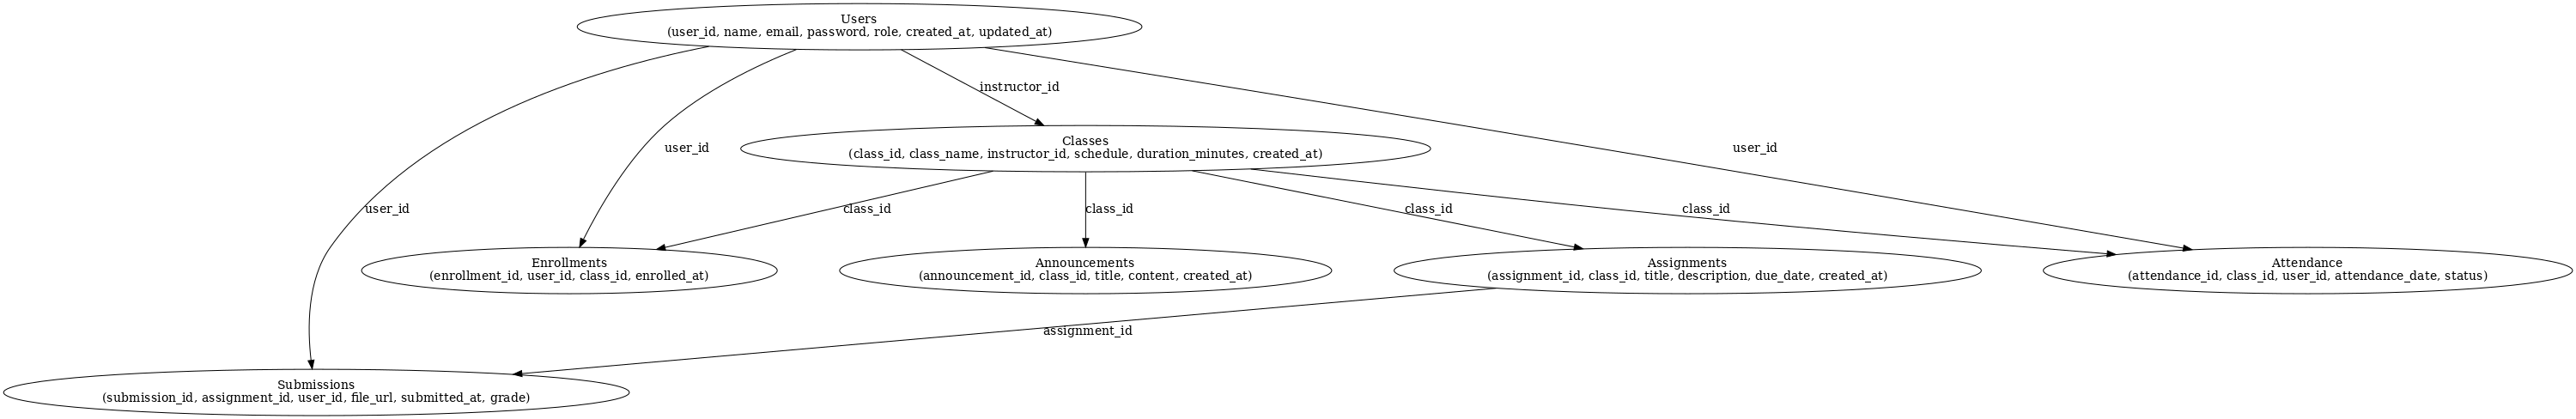 Users
(user_id, name, email, password, role, created_at, updated_at)
instructor_id
user_id
user_id
Classes
(class_id, class_name, instructor_id, schedule, duration_minutes, created_at)
user_id
class_id
class_id
class_id
class_id
Enrollments
(enrollment_id, user_id, class_id, enrolled_at)
Announcements
(announcement_id, class_id, title, content, created_at)
Assignments
(assignment_id, class_id, title, description, due_date, created_at)
Attendance
(attendance_id, class_id, user_id, attendance_date, status)
assignment_id
Submissions
(submission_id, assignment_id, user_id, file_url, submitted_at, grade)